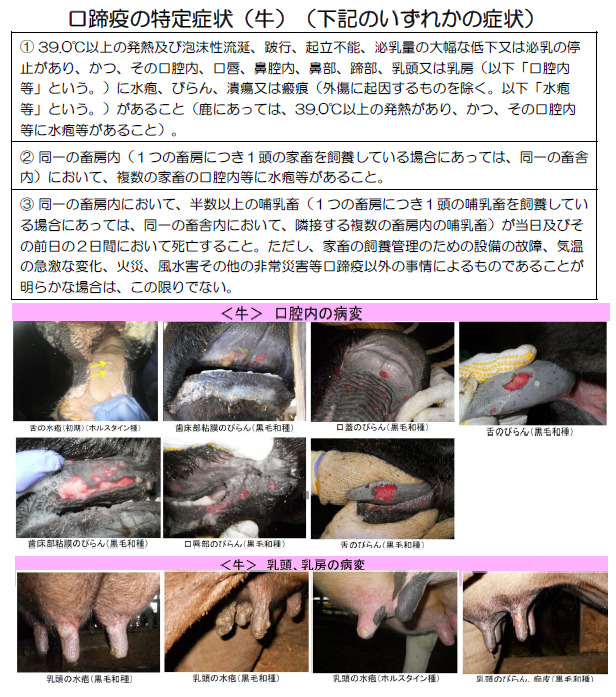 口蹄疫の特定症状（牛）（下記のいずれかの症状）
① 39.0℃以上の発熱及び泡沫性流涎、跛行、起立不能、泌乳量の大幅な低下又は泌乳の停
止があり、かつ、その口腔内、口唇、鼻腔内、鼻部、蹄部、乳頭又は乳房（以下「口腔内
等」という。）に水疱、びらん、潰瘍又は瘢痕（外傷に起因するものを除く。以下「水疱
等」という。）があること（鹿にあっては、39.0℃以上の発熱があり、かつ、その口腔内
等に水疱等があること）。
② 同一の畜房内（１つの畜房につき１頭の家畜を飼養している場合にあっては、同一の畜舎
内）において、複数の家畜の口腔内等に水疱等があること。
③ 同一の畜房内において、半数以上の哺乳畜（１つの畜房につき１頭の哺乳畜を飼養してい
る場合にあっては、同一の畜舎内において、隣接する複数の畜房内の哺乳畜）が当日及びそ
の前日の２日間において死亡すること。ただし、家畜の飼養管理のための設備の故障、気温
の急激な変化、火災、風水害その他の非常災害等口蹄疫以外の事情によるものであることが
明らかな場合は、この限りでない。
＜牛＞ 口腔内の病変
舌の水疱(初期)(ホルスタイン種)
歯床部粘膜のびらん(黒毛和種)
口蓋のびらん(黒毛和種)
舌のびらん(黒毛和種)
歯床部粘膜のびらん(黒毛和種)
口唇部のびらん(黒毛和種)
舌のびらん(黒毛和種)
＜牛＞ 乳頭、乳房の病変
乳頭の水疱(黒毛和種)
乳頭の水疱(黒毛和種)
乳頭の水疱(ホルスタイン種)
乳頭のびらん、痂皮(黒毛和種)